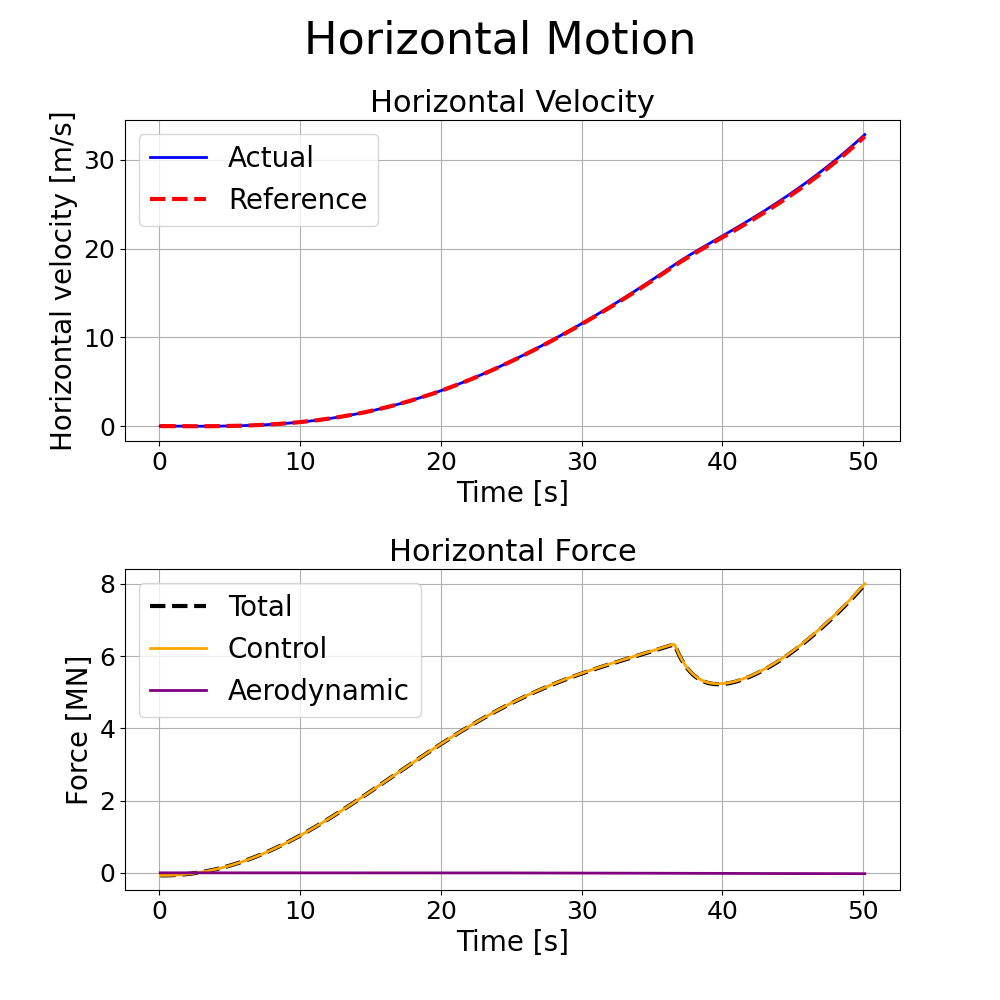 Horizontal Motion
Horizontal Velocity
Horizontal velocity [m/s]
30
20
10
0
Actual
Reference
0 10 20 30 40 50
Time [s]
Horizontal Force
Force [MN]
8
6
4
2
0
Total
Control
Aerodynamic
0 10 20 30 40 50
Time [s]